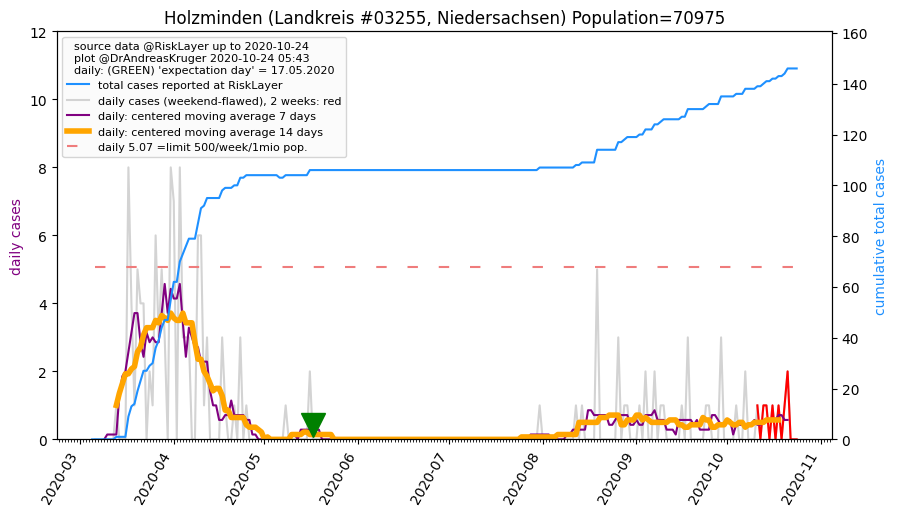 Holzminden (Landkreis #03255, Niedersachsen) Population=70975
source data @RiskLayer up to 2020-10-24
plot @DrAndreasKruger 2020-10-24 05:43
daily: (GREEN) 'expectation day' = 17.05.2020
total cases reported at RiskLayer
daily cases (weekend-flawed), 2 weeks: red
daily: centered moving average 7 days
daily: centered moving average 14 days
daily 5.07 =limit 500/week/1mio pop.
daily cases
12
10
8
6
4
2
0
cumulative total cases
160
140
120
100
80
60
40
20
0
2020-03
2020-04
2020-05
2020-06
2020-07
2020-08
2020-09
2020-10
2020-11